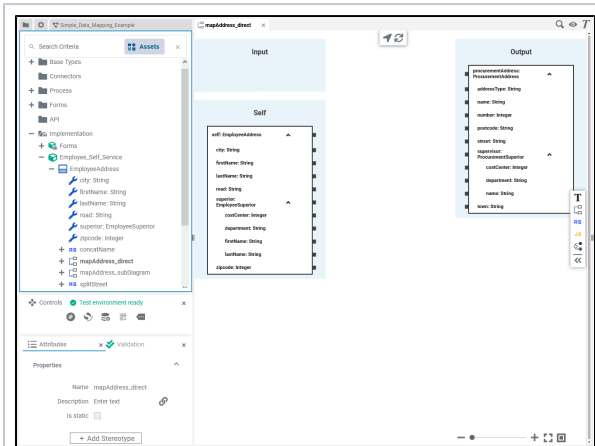 Simple_Data_Mapping_Example
mapAddress_direct ×
T
Search Criteria
Assets ×
+ Base Types
Connectors
+ Process
+ Forms
API
Implementation
+ Forms
Employee_Self_Service
EmployeeAddress
city: String
firstName: String
lastName: String
road: String
superior: EmployeeSuperior
zipcode: Integer
+ concatName
+ mapAddress_direct
+ mapAddress_subDiagram
+ splitStreet
Controls
Test environment ready ×
Attributes ×
Validation ×
Properties
Name mapAddress_direct
Description Enter text
Is static
+ Add Stereotype
Input
Self
self: EmployeeAddress
city: String
firstName: String
lastName: String
road: String
superior:
EmployeeSuperior
costCenter: Integer
department: String
firstName: String
lastName: String
zipcode: Integer
Output
procurementAddress:
ProcurementAddress
addressType: String
name: String
number: Integer
postcode: String
street: String
supervisor:
ProcurementSuperior
costCenter: Integer
department: String
name: String
town: String
T